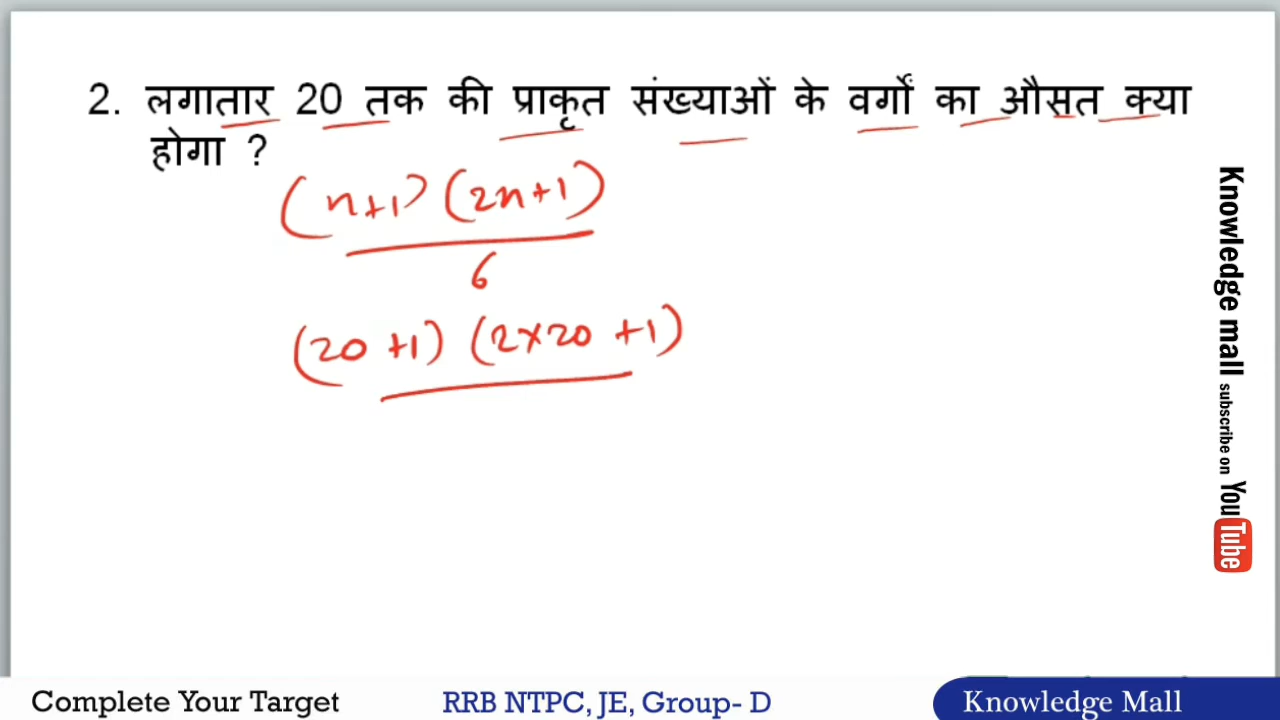 2. लगातार 20 तक की प्राकृत संख्याओं के वर्गों का औसत क्या
होगा ?
(n+1) (2n+1)
6
(20 +1) (2×20 +1)
Knowledge mall subscribe on YouTube
Complete Your Target
RRB NTPC, JE, Group- D
Knowledge Mall